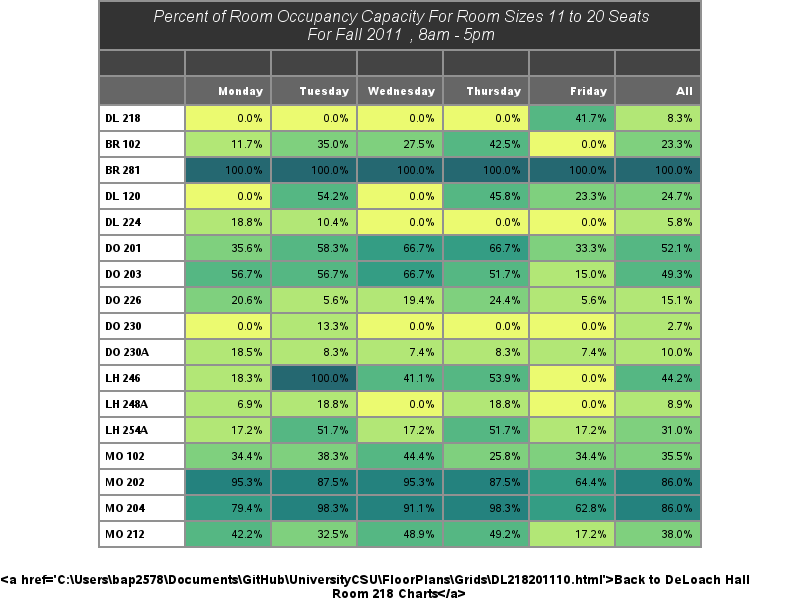 Percent of Room Occupancy Capacity For Room Sizes 11 to 20 Seats
For Fall 2011 , 8am - 5pm
Monday Tuesday Wednesday Thursday Friday All
DL 218 0.0% 0.0% 0.0% 0.0% 41.7% 8.3%
BR 102 11.7% 35.0% 27.5% 42.5% 0.0% 23.3%
BR 281 100.0% 100.0% 100.0% 100.0% 100.0% 100.0%
DL 120 0.0% 54.2% 0.0% 45.8% 23.3% 24.7%
DL 224 18.8% 10.4% 0.0% 0.0% 0.0% 5.8%
DO 201 35.6% 58.3% 66.7% 66.7% 33.3% 52.1%
DO 203 56.7% 56.7% 66.7% 51.7% 15.0% 49.3%
DO 226 20.6% 5.6% 19.4% 24.4% 5.6% 15.1%
DO 230 0.0% 13.3% 0.0% 0.0% 0.0% 2.7%
DO 230A 18.5% 8.3% 7.4% 8.3% 7.4% 10.0%
LH 246 18.3% 100.0% 41.1% 53.9% 0.0% 44.2%
LH 248A 6.9% 18.8% 0.0% 18.8% 0.0% 8.9%
LH 254A 17.2% 51.7% 17.2% 51.7% 17.2% 31.0%
MO 102 34.4% 38.3% 44.4% 25.8% 34.4% 35.5%
MO 202 95.3% 87.5% 95.3% 87.5% 64.4% 86.0%
MO 204 79.4% 98.3% 91.1% 98.3% 62.8% 86.0%
MO 212 42.2% 32.5% 48.9% 49.2% 17.2% 38.0%
<a href='C:\Users\bap2578\Documents\GitHub\UniversityCSU\FloorPlans\Grids\DL218201110.html'>Back to DeLoach Hall
Room 218 Charts</a>